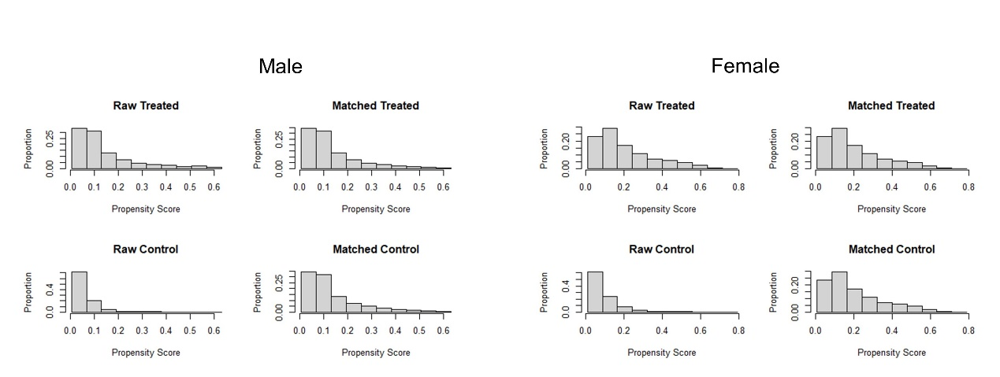 Male
Female
Raw Treated
Matched Treated
Raw Treated
Matched Treated
Proportion
0.00 0.25
Proportion
0.00 0.25
Proportion
0.00 0.20
Proportion
0.00 0.20
0.0 0.1 0.2 0.3 0.4 0.5 0.6
0.0 0.1 0.2 0.3 0.4 0.5 0.6
0.0 0.2 0.4 0.6 0.8
0.0 0.2 0.4 0.6 0.8
Propensity Score
Propensity Score
Propensity Score
Propensity Score
Raw Control
Matched Control
Raw Control
Matched Control
Proportion
0.0 0.4
Proportion
0.00 0.25
Proportion
0.0 0.4
Proportion
0.00 0.20
0.0 0.1 0.2 0.3 0.4 0.5 0.6
0.0 0.1 0.2 0.3 0.4 0.5 0.6
0.0 0.2 0.4 0.6 0.8
0.0 0.2 0.4 0.6 0.8
Propensity Score
Propensity Score
Propensity Score
Propensity Score